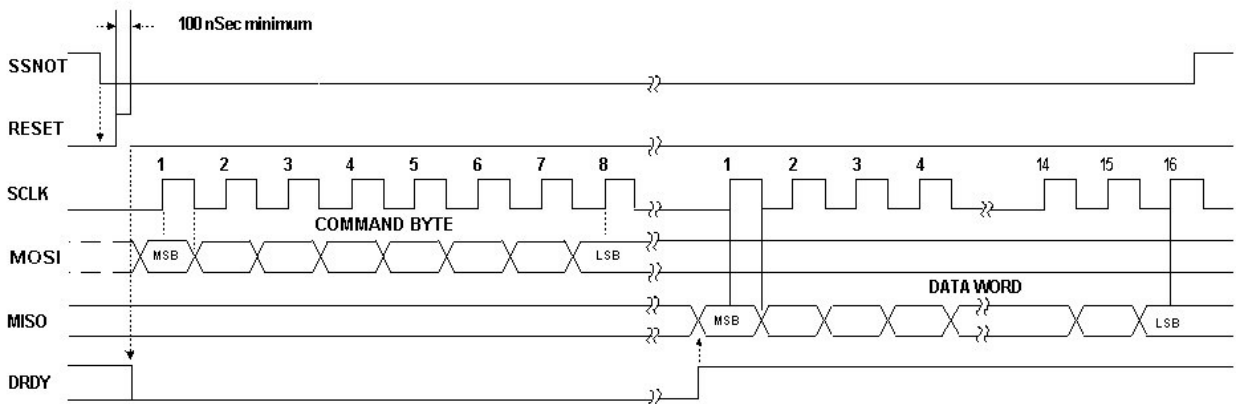 100 nSec minimum
SSNOT
RESET
1 2 3 4 5 6 7 8 1 2 3 4 14 15 16
SCLK
COMMAND BYTE
MOSI MSB LSB
DATA WORD
MISO MSB LSB
DRDY